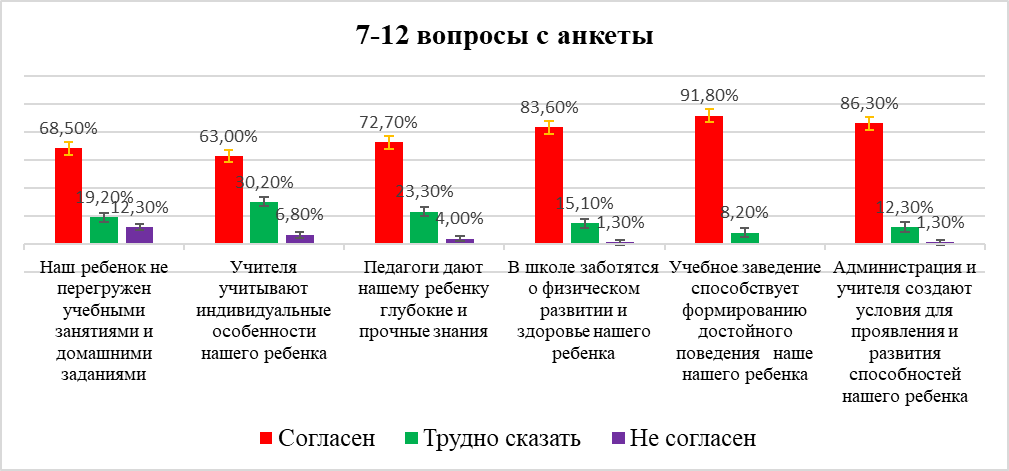 7-12 вопросы с анкеты
68,50%
19,20%
12,30%
63,00%
30,20%
6,80%
72,70%
23,30%
4,00%
83,60%
15,10%
1,30%
91,80%
8,20%
86,30%
12,30%
1,30%
Наш ребенок не
перегружен
учебными
занятиями и
домашними
заданиями
Учителя
учитывают
индивидуальные
особенности
нашего ребенка
Педагоги дают
нашему ребенку
глубокие и
прочные знания
В школе заботятся
о физическом
развитии и
здоровье нашего
ребенка
Учебное заведение
способствует
формированию
достойного
поведения наше
нашего ребенка
Администрация и
учителя создают
условия для
проявления и
развития
способностей
нашего ребенка
Согласен
Трудно сказать
Не согласен